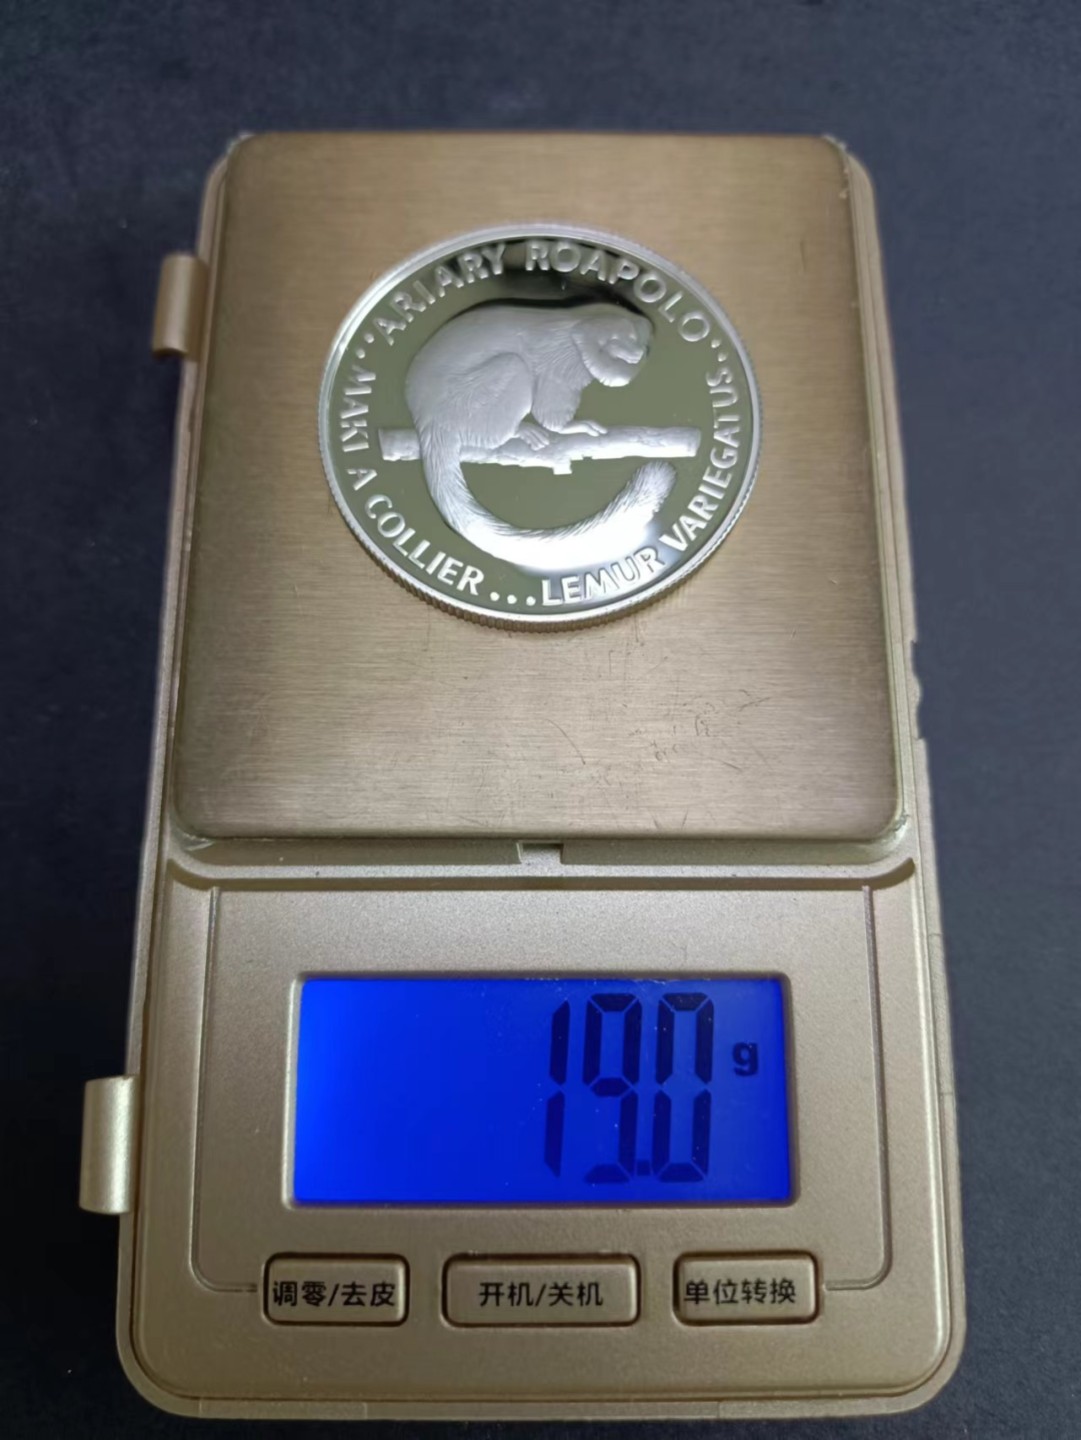 ··ARIARY ROAPOLO··
MAKI A COLLIER...LEMUR VARIEGATUS
19.0 g
调零/去皮
开机/关机
单位转换